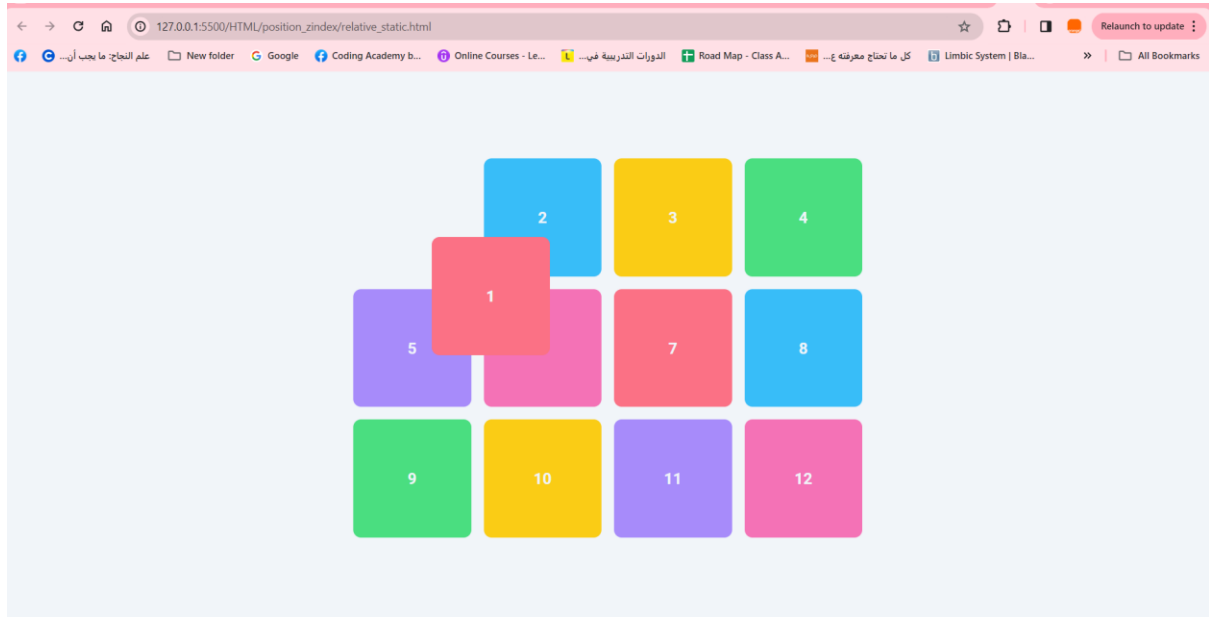 127.0.0.1:5500/HTML/position_zindex/relative_static.html
Relaunch to update
علم النجاح: ما يجب أن...
New folder
Google
Coding Academy b...
Online Courses - Le...
الدورات التدريبية في...
Road Map - Class A...
كل ما تحتاج معرفته ع...
Limbic System | Bla...
All Bookmarks
2
3
4
1
5
7
8
9
10
11
12